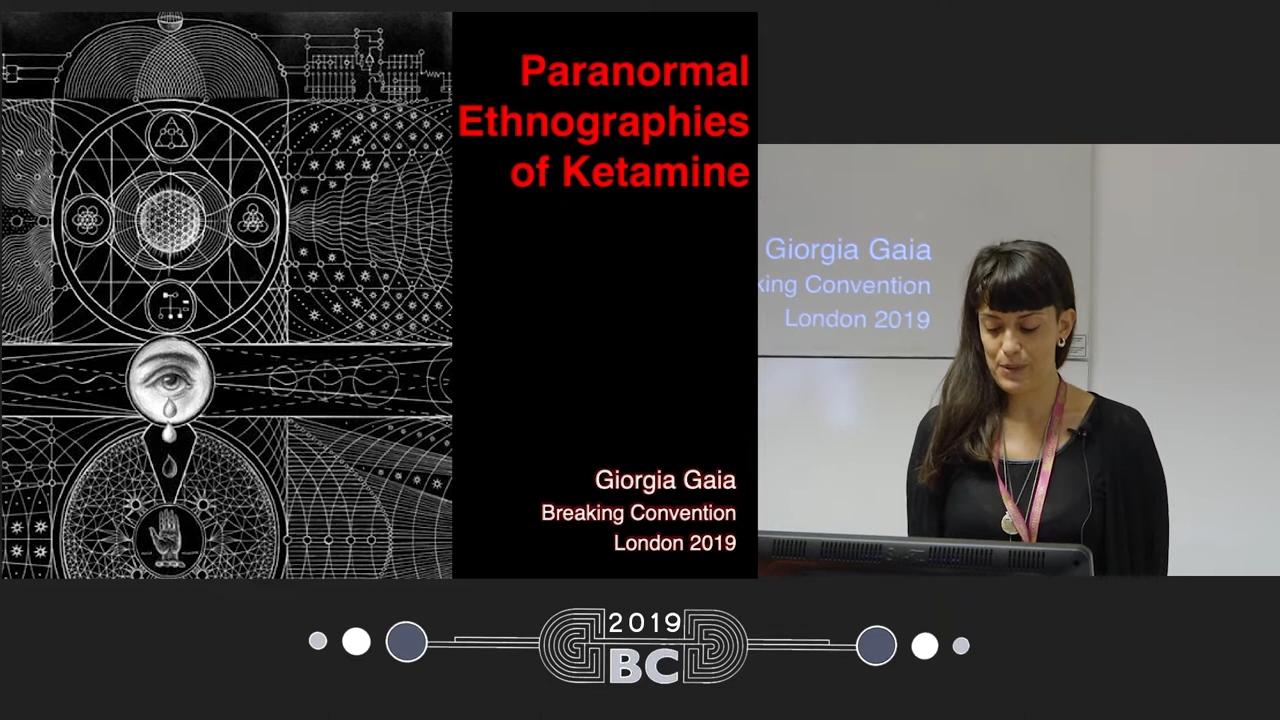 Paranormal
Ethnographies
of Ketamine
Giorgia Gaia
Breaking Convention
London 2019
Giorgia Gaia
king Convention
London 2019
2019
BC